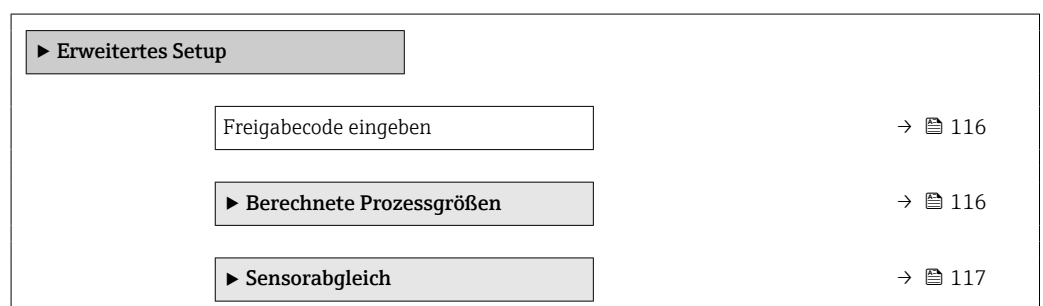 ▶ Erweitertes Setup
Freigabecode eingeben → 🖹 116
▶ Berechnete Prozessgrößen → 🖹 116
▶ Sensorabgleich → 🖹 117